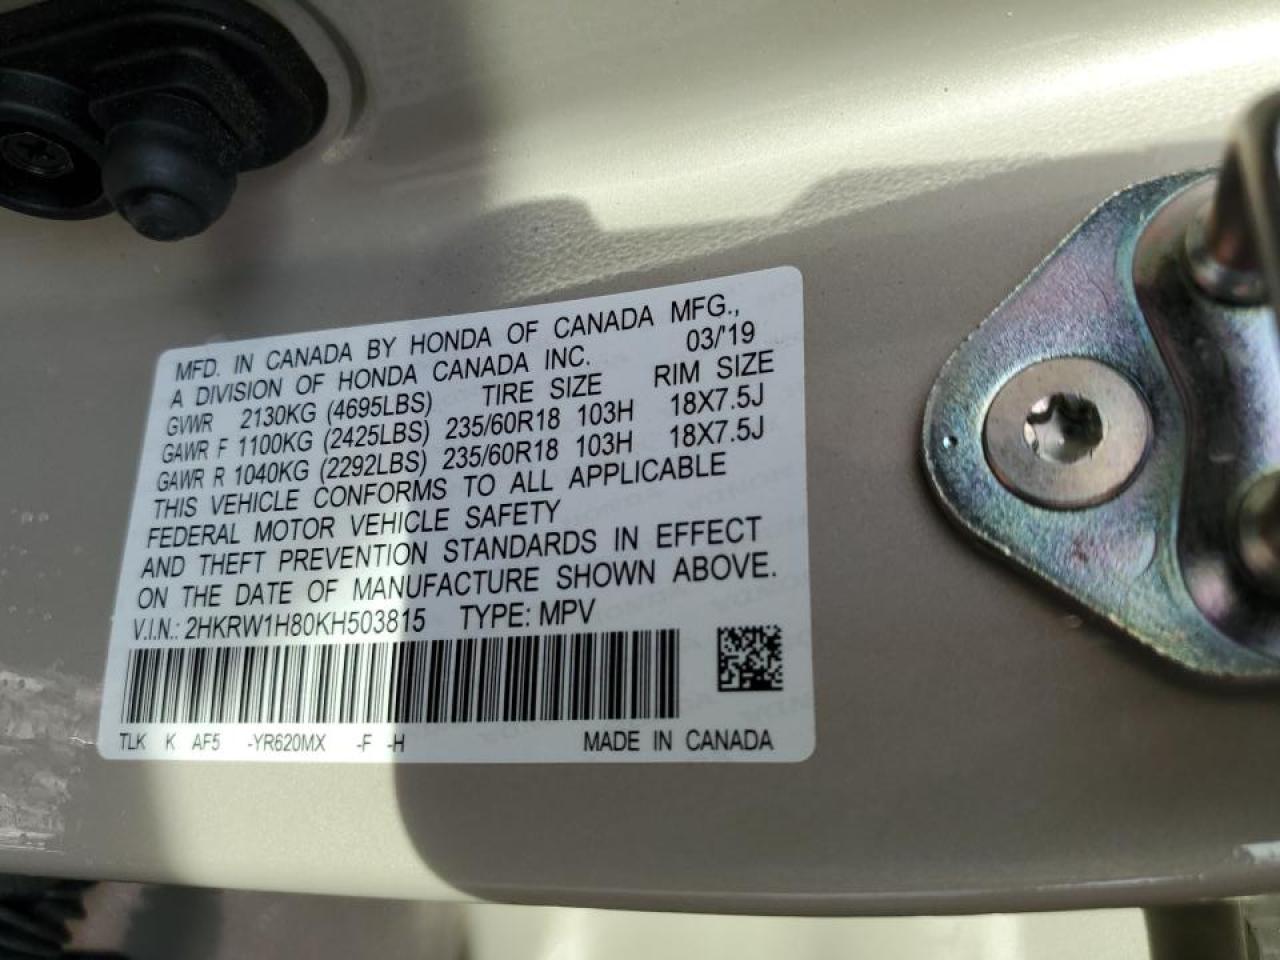 MFD. IN CANADA BY HONDA OF CANADA MFG.,
A DIVISION OF HONDA CANADA INC. 03/'19
GVWR 2130KG (4695LBS) TIRE SIZE RIM SIZE
GAWR F 1100KG (2425LBS) 235/60R18 103H 18X7.5J
GAWR R 1040KG (2292LBS) 235/60R18 103H 18X7.5J
THIS VEHICLE CONFORMS TO ALL APPLICABLE
FEDERAL MOTOR VEHICLE SAFETY
AND THEFT PREVENTION STANDARDS IN EFFECT
ON THE DATE OF MANUFACTURE SHOWN ABOVE.
V.I.N.: 2HKRW1H80KH503815 TYPE: MPV
TLK K AF5 -YR620MX -F -H MADE IN CANADA